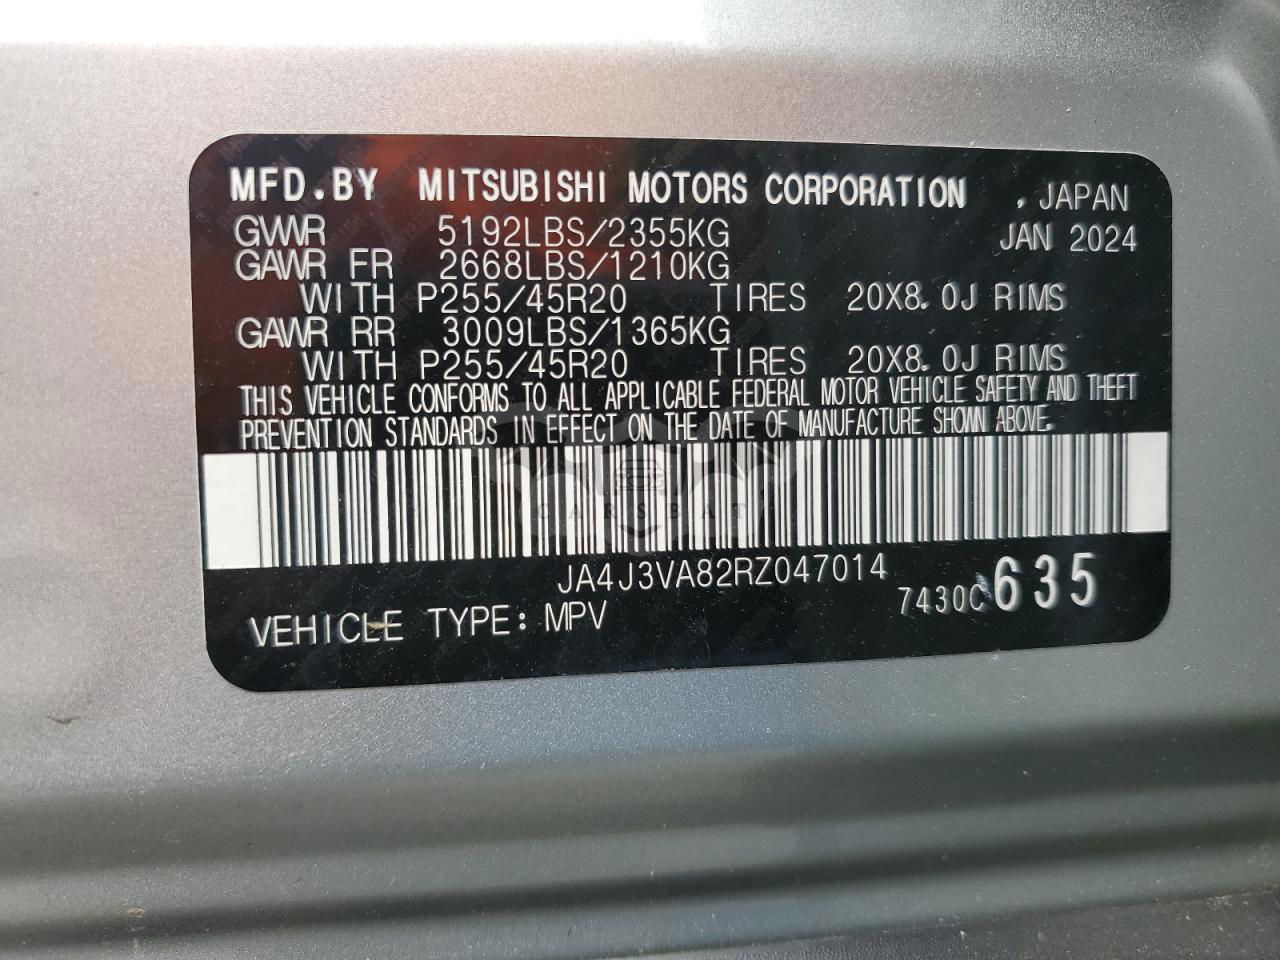 MFD.BY MITSUBISHI MOTORS CORPORATION , JAPAN
GVWR 5192LBS/2355KG JAN 2024
GAWR FR 2668LBS/1210KG
WITH P255/45R20 TIRES 20X8.0J RIMS
GAWR RR 3009LBS/1365KG
WITH P255/45R20 TIRES 20X8.0J RIMS
THIS VEHICLE CONFORMS TO ALL APPLICABLE FEDERAL MOTOR VEHICLE SAFETY AND THEFT
PREVENTION STANDARDS IN EFFECT ON THE DATE OF MANUFACTURE SHOWN ABOVE.
CARSBAT
JA4J3VA82RZ047014
7430C 635
VEHICLE TYPE: MPV